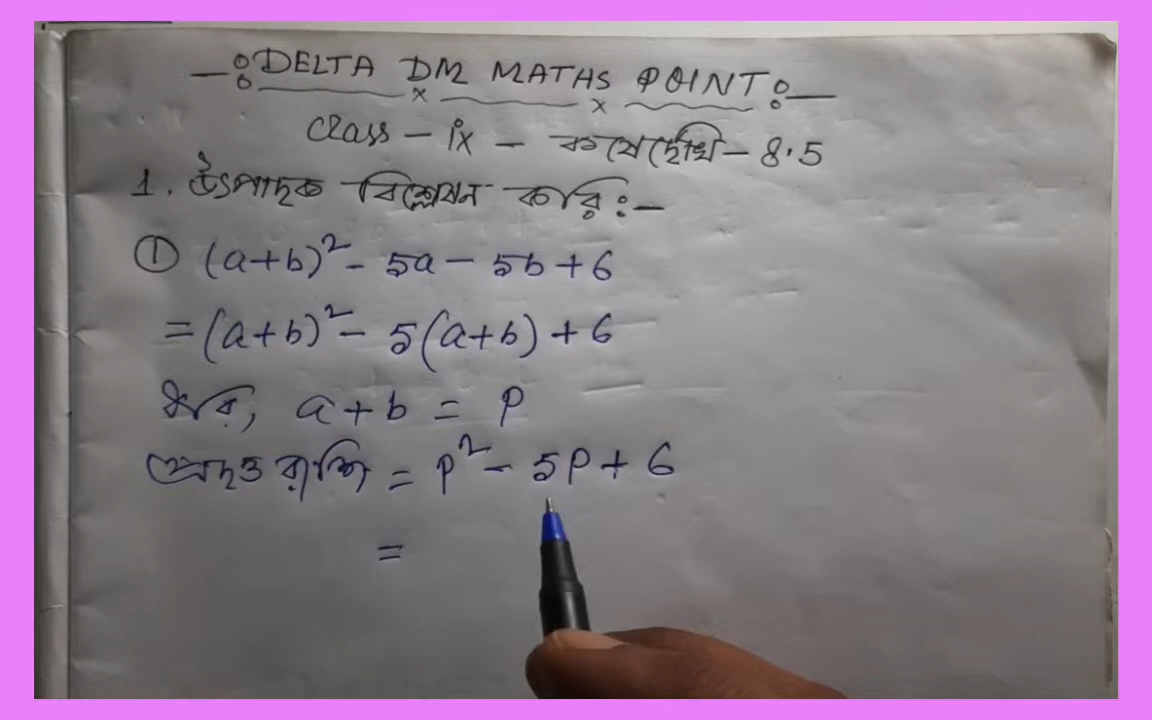 —: DELTA DM MATHS POINT :—
Class – ix – কষে দেখি – 8.5
1. উৎপাদক বিশ্লেষন করি :–
① (a+b)² - 5a - 5b + 6
= (a+b)² - 5(a+b) + 6
ধরি, a+b = p
প্রদত্ত রাশি = p² - 5p + 6
=